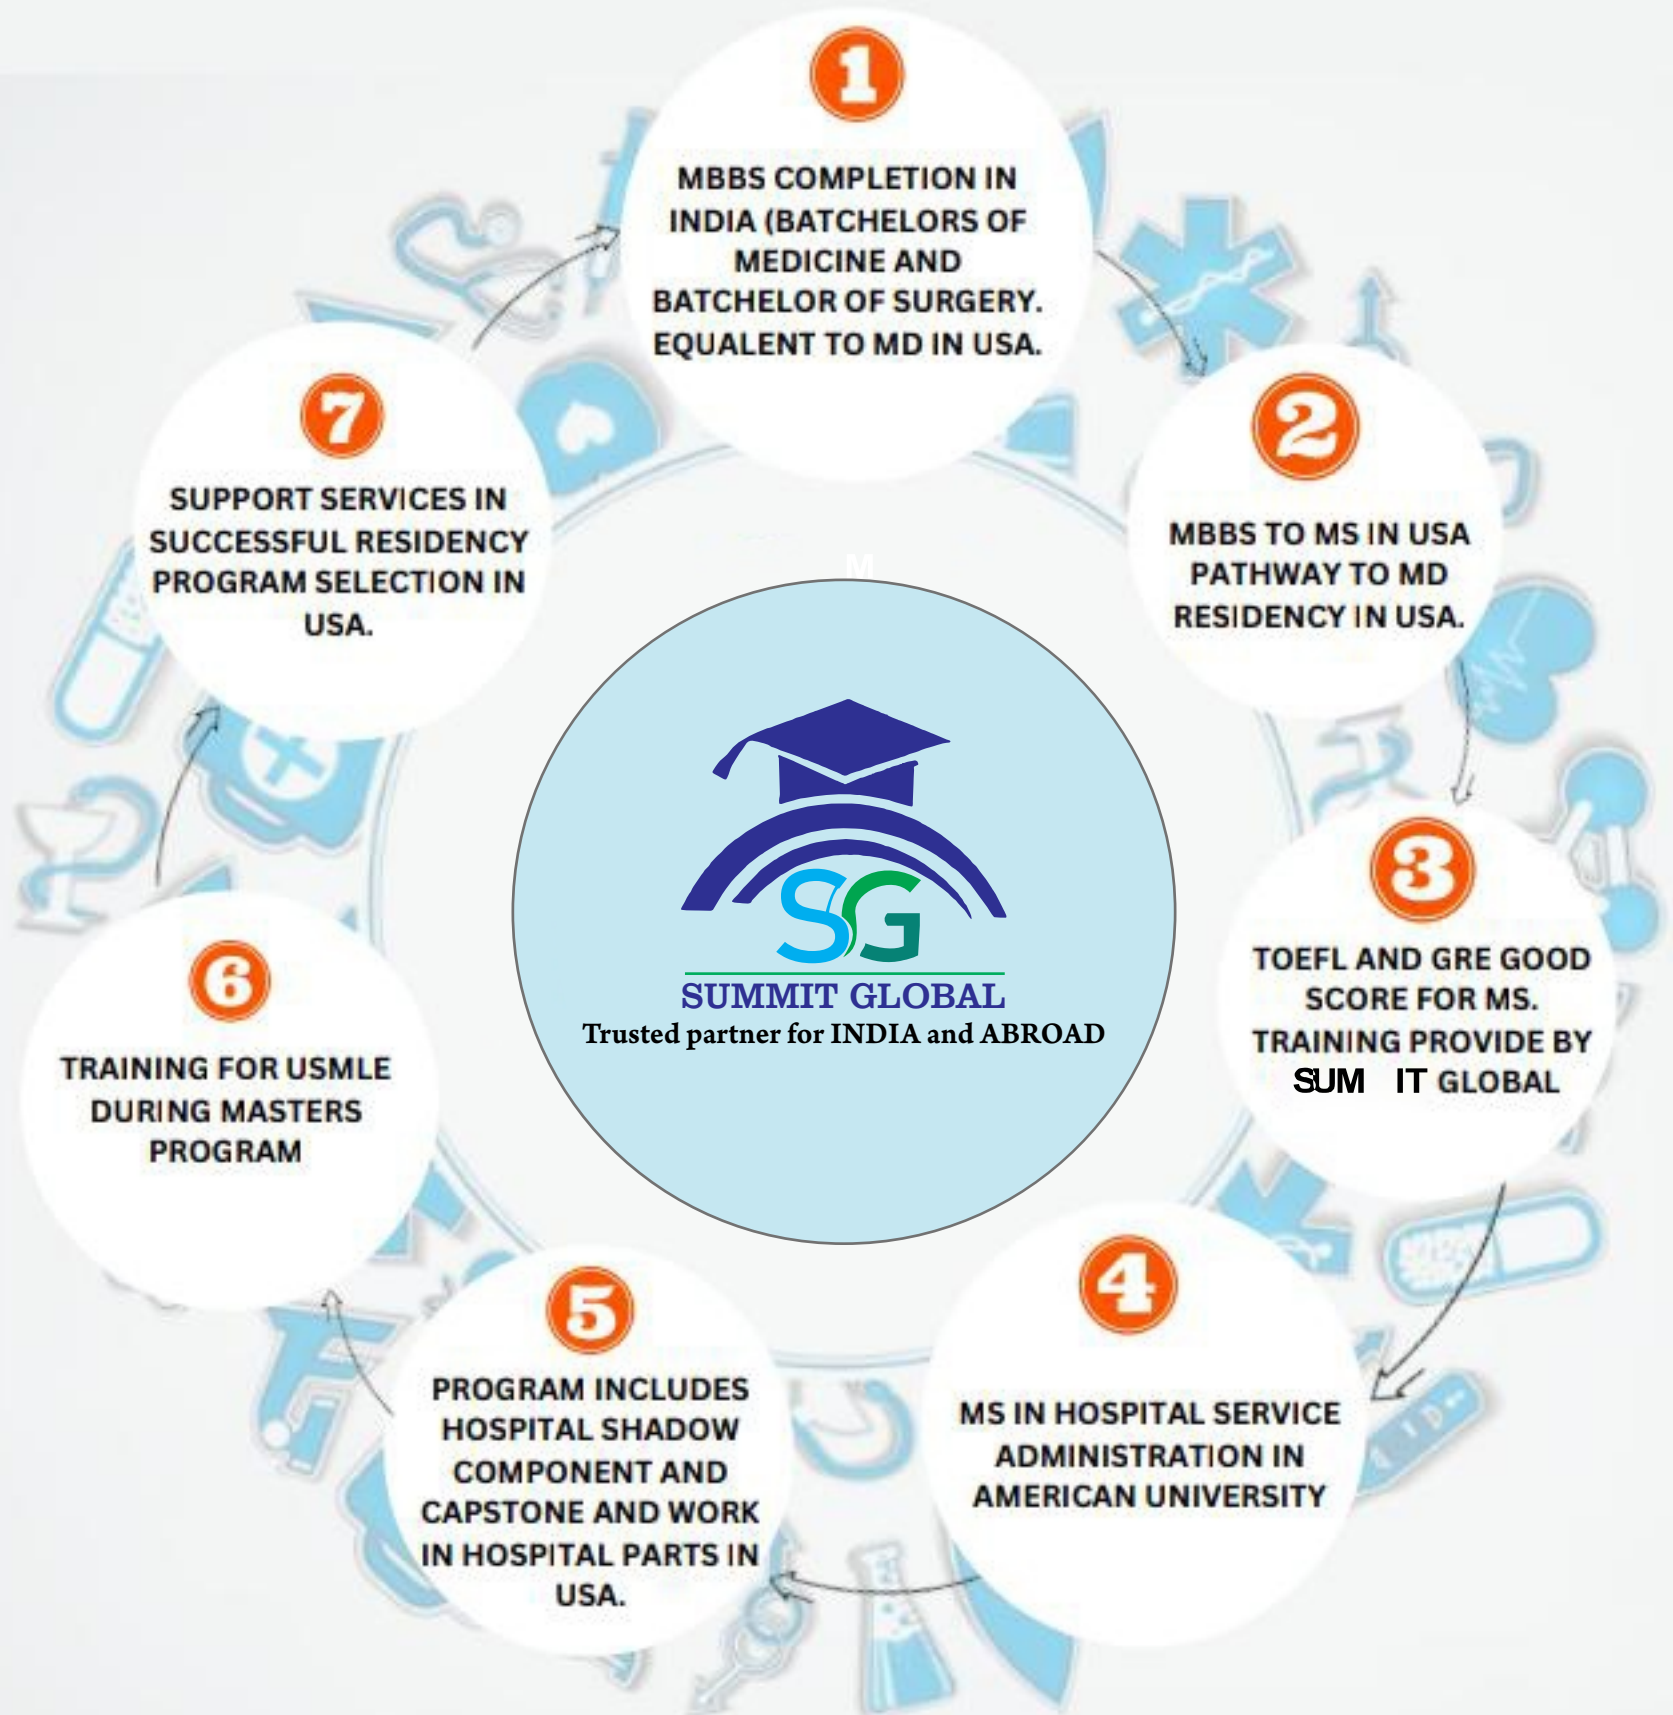 1
MBBS COMPLETION IN
INDIA (BATCHELORS OF
MEDICINE AND
BATCHELOR OF SURGERY.
EQUALENT TO MD IN USA.
2
MBBS TO MS IN USA
PATHWAY TO MD
RESIDENCY IN USA.
3
TOEFL AND GRE GOOD
SCORE FOR MS.
TRAINING PROVIDE BY
SUM IT GLOBAL
4
MS IN HOSPITAL SERVICE
ADMINISTRATION IN
AMERICAN UNIVERSITY
5
PROGRAM INCLUDES
HOSPITAL SHADOW
COMPONENT AND
CAPSTONE AND WORK
IN HOSPITAL PARTS IN
USA.
6
TRAINING FOR USMLE
DURING MASTERS
PROGRAM
7
SUPPORT SERVICES IN
SUCCESSFUL RESIDENCY
PROGRAM SELECTION IN
USA.
M
SG
SUMMIT GLOBAL
Trusted partner for INDIA and ABROAD